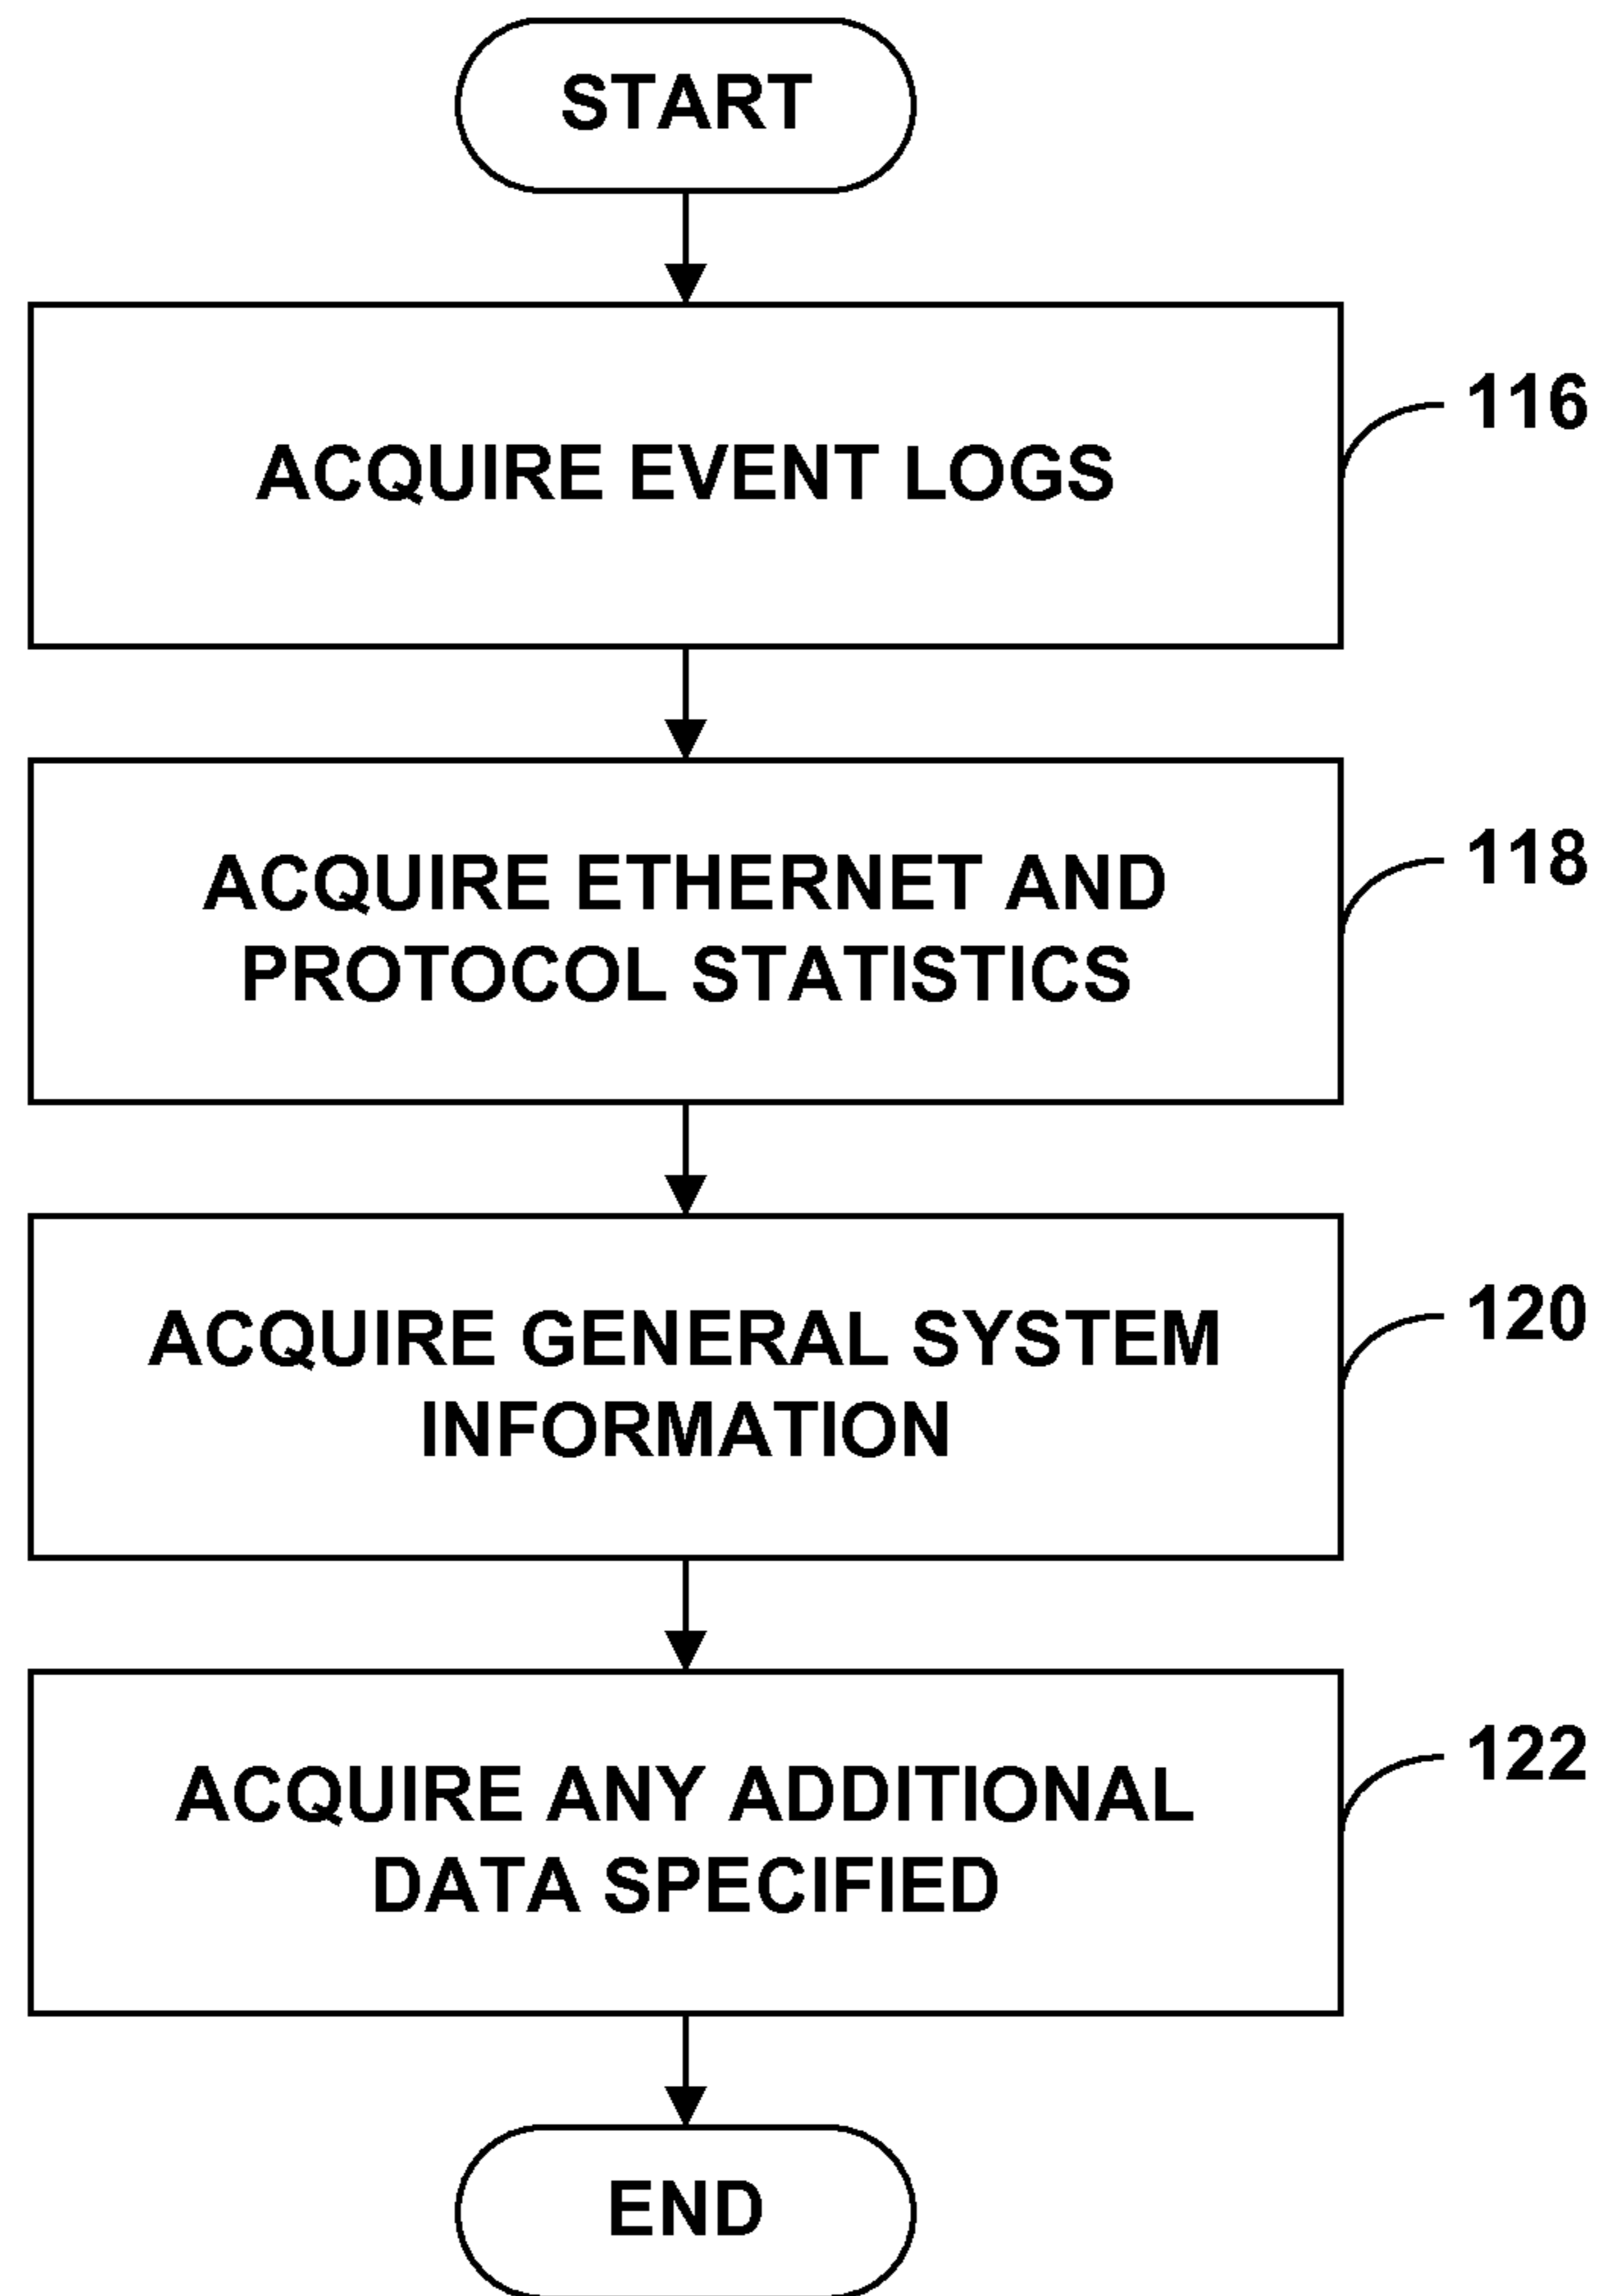 START
116
ACQUIRE EVENT LOGS
118
ACQUIRE ETHERNET AND
PROTOCOL STATISTICS
120
ACQUIRE GENERAL SYSTEM
INFORMATION
122
ACQUIRE ANY ADDITIONAL
DATA SPECIFIED
END